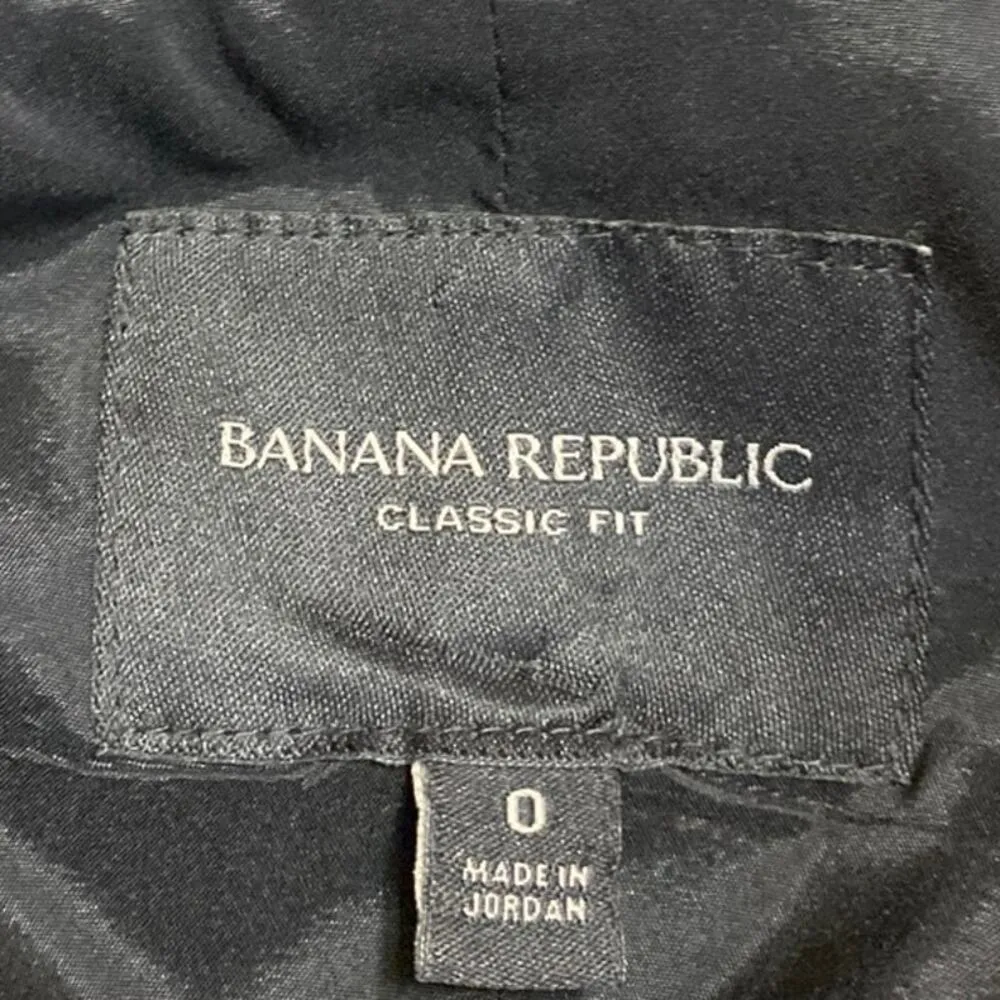 BANANA REPUBLIC
CLASSIC FIT
0
MADE IN
JORDAN